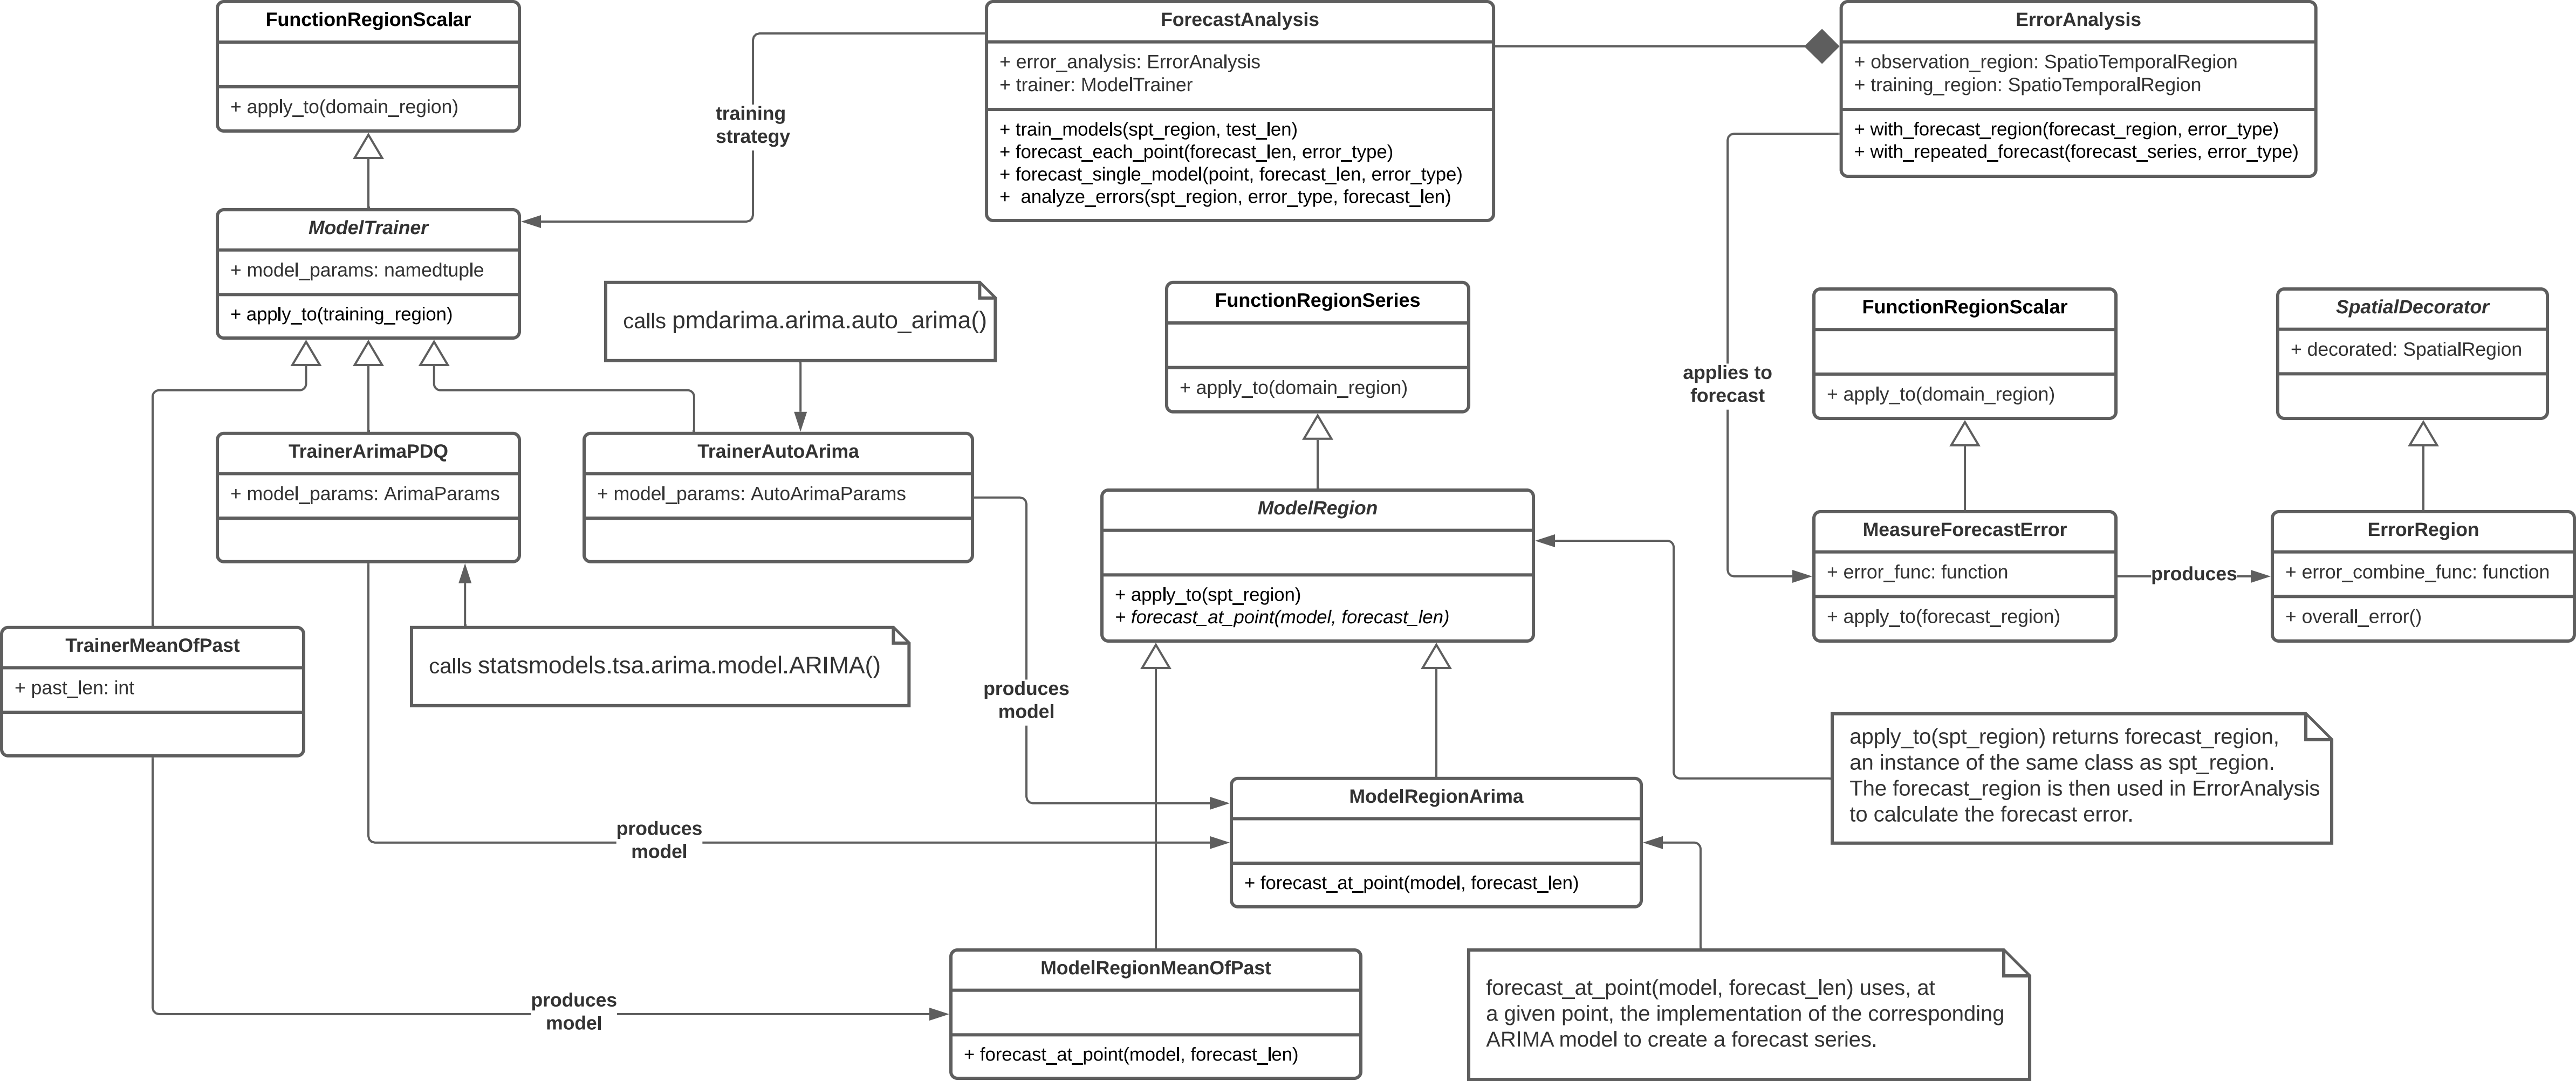 FunctionRegionScalar
+ apply_to(domain_region)
ForecastAnalysis
+ error_analysis: ErrorAnalysis
+ trainer: ModelTrainer
+ train_models(spt_region, test_len)
+ forecast_each_point(forecast_len, error_type)
+ forecast_single_model(point, forecast_len, error_type)
+  analyze_errors(spt_region, error_type, forecast_len)
ErrorAnalysis
+ observation_region: SpatioTemporalRegion
+ training_region: SpatioTemporalRegion
+ with_forecast_region(forecast_region, error_type)
+ with_repeated_forecast(forecast_series, error_type)
training
strategy
ModelTrainer
+ model_params: namedtuple
+ apply_to(training_region)
calls pmdarima.arima.auto_arima()
FunctionRegionSeries
+ apply_to(domain_region)
applies to
forecast
FunctionRegionScalar
+ apply_to(domain_region)
SpatialDecorator
+ decorated: SpatialRegion
TrainerArimaPDQ
+ model_params: ArimaParams
TrainerAutoArima
+ model_params: AutoArimaParams
ModelRegion
+ apply_to(spt_region)
+ forecast_at_point(model, forecast_len)
MeasureForecastError
+ error_func: function
+ apply_to(forecast_region)
produces
ErrorRegion
+ error_combine_func: function
+ overall_error()
TrainerMeanOfPast
+ past_len: int
calls statsmodels.tsa.arima.model.ARIMA()
produces
model
apply_to(spt_region) returns forecast_region,
an instance of the same class as spt_region.
The forecast_region is then used in ErrorAnalysis
to calculate the forecast error.
produces
model
ModelRegionArima
+ forecast_at_point(model, forecast_len)
produces
model
ModelRegionMeanOfPast
+ forecast_at_point(model, forecast_len)
forecast_at_point(model, forecast_len) uses, at
a given point, the implementation of the corresponding
ARIMA model to create a forecast series.